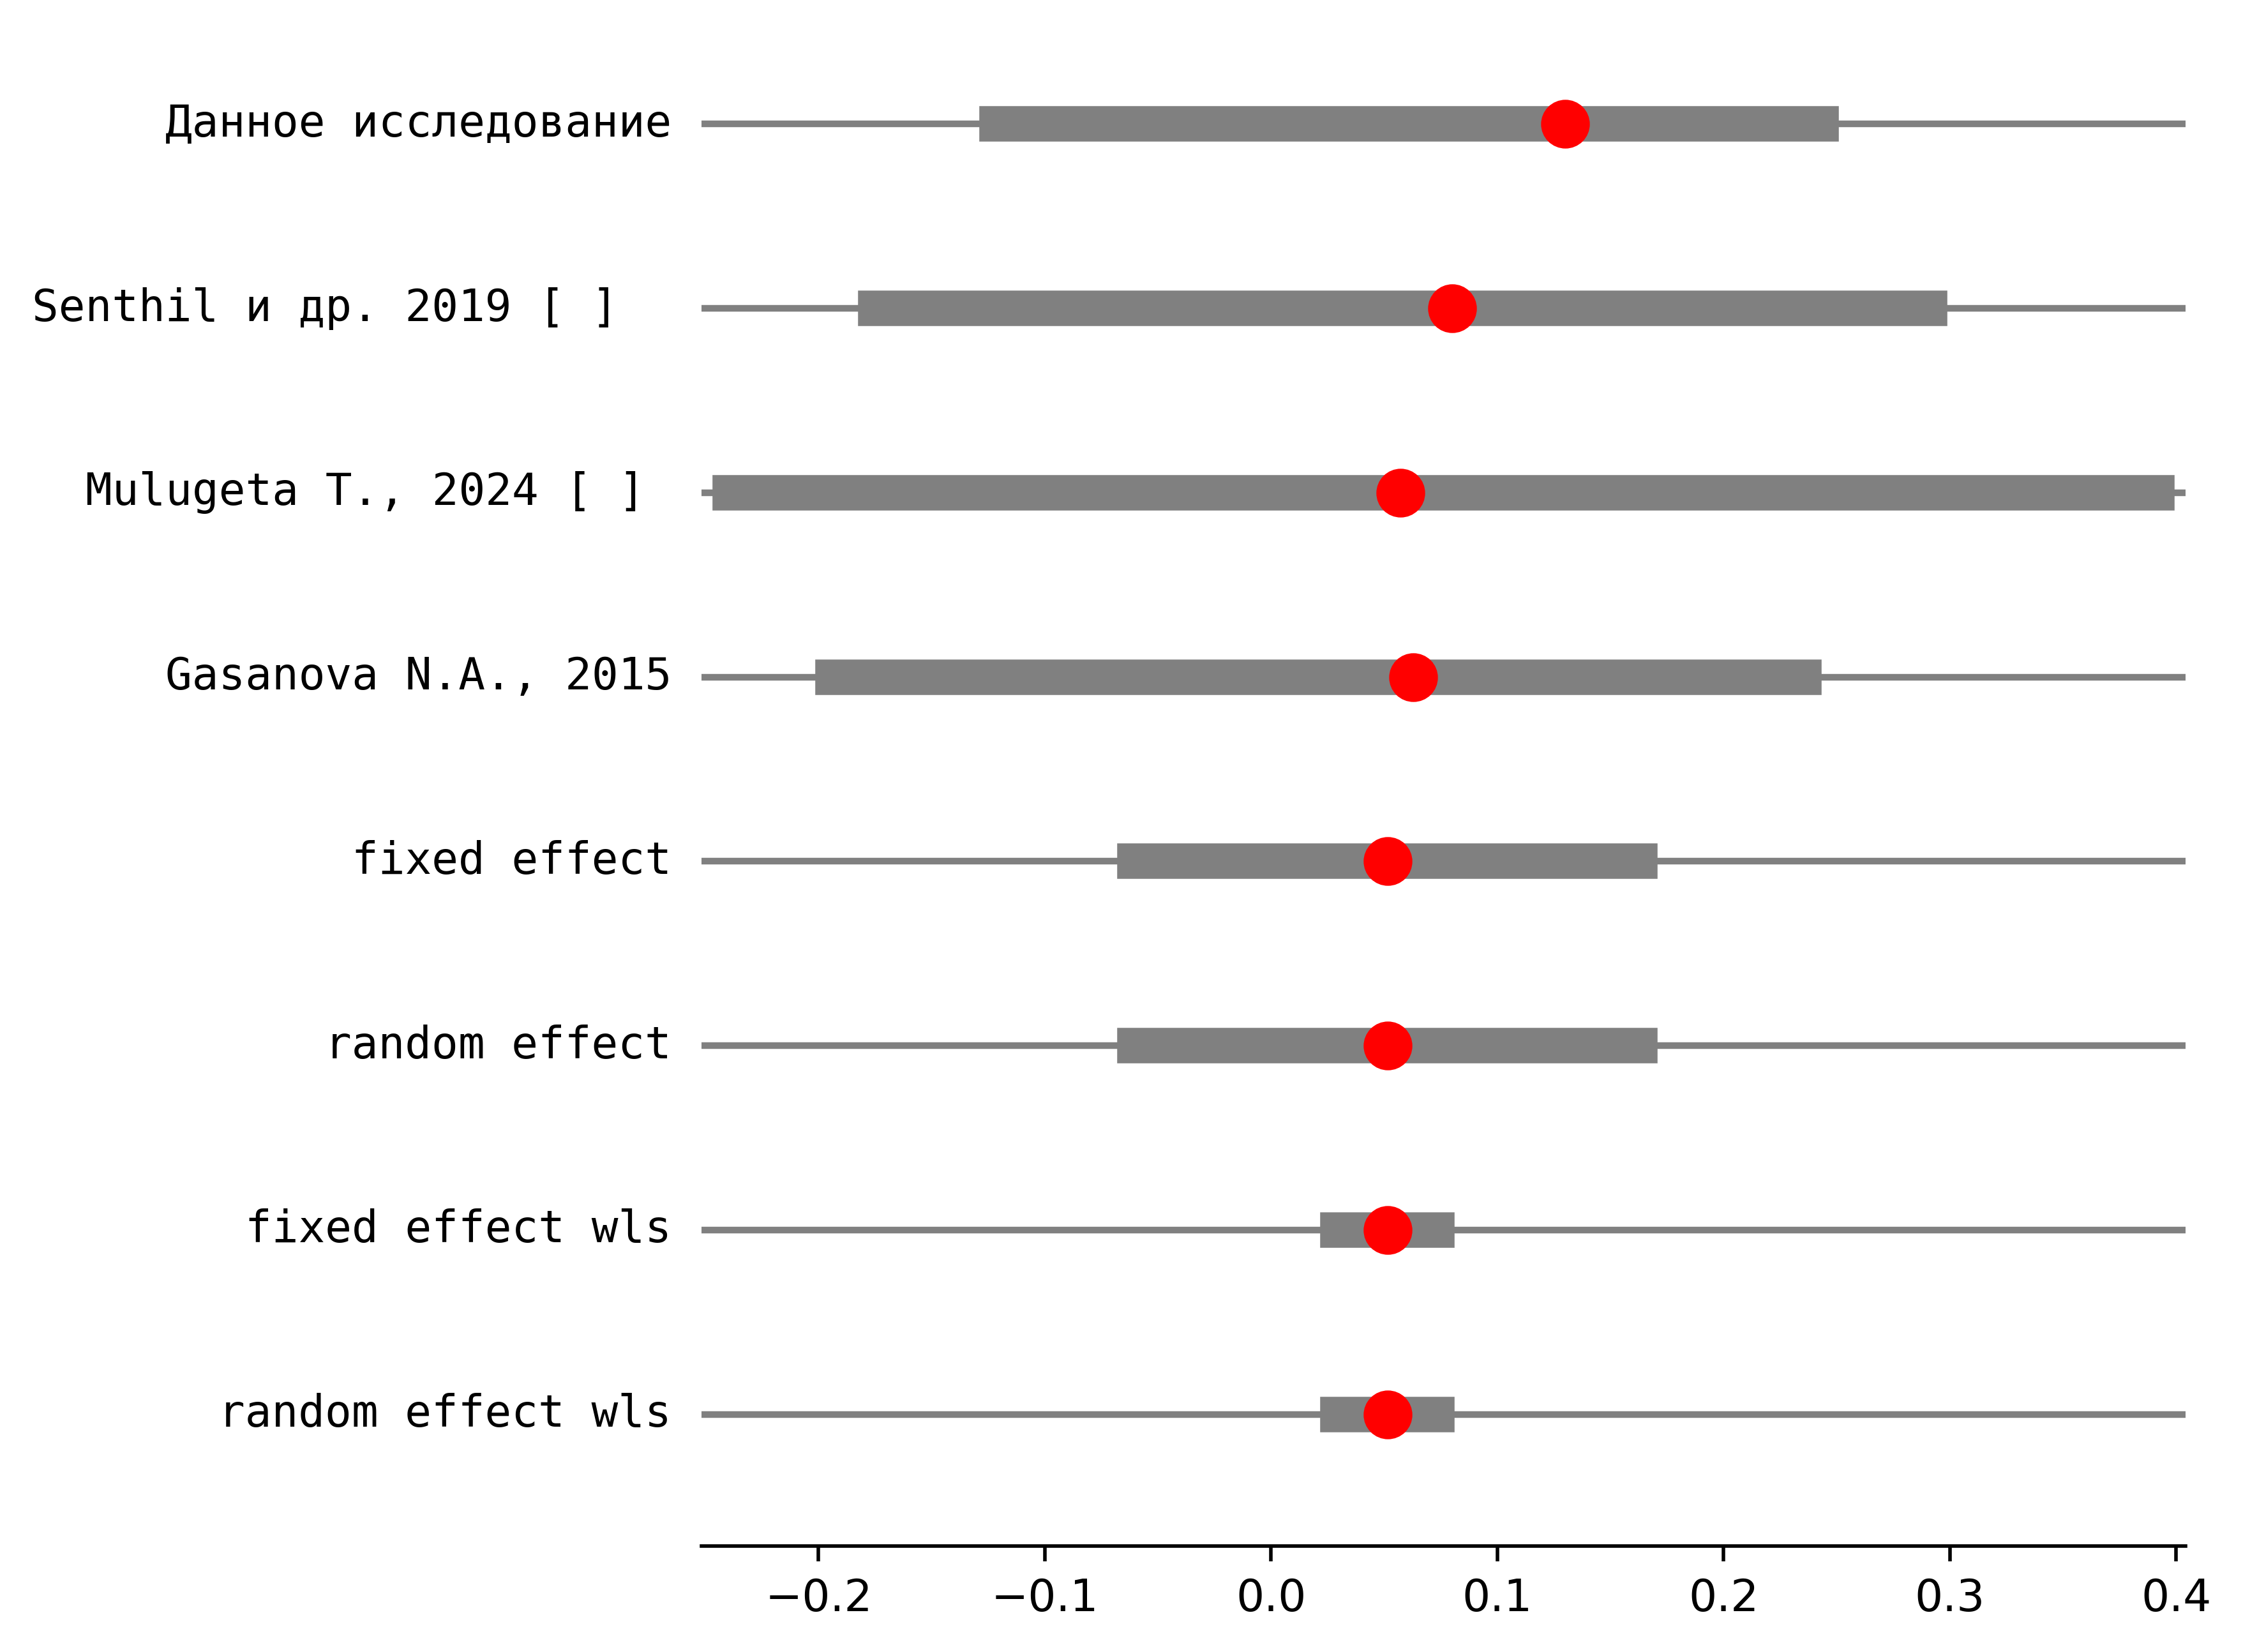 Данное исследование
Senthil и др. 2019 [ ]
Mulugeta T., 2024 [ ]
Gasanova N.A., 2015
fixed effect
random effect
fixed effect wls
random effect wls
−0.2 −0.1 0.0 0.1 0.2 0.3 0.4